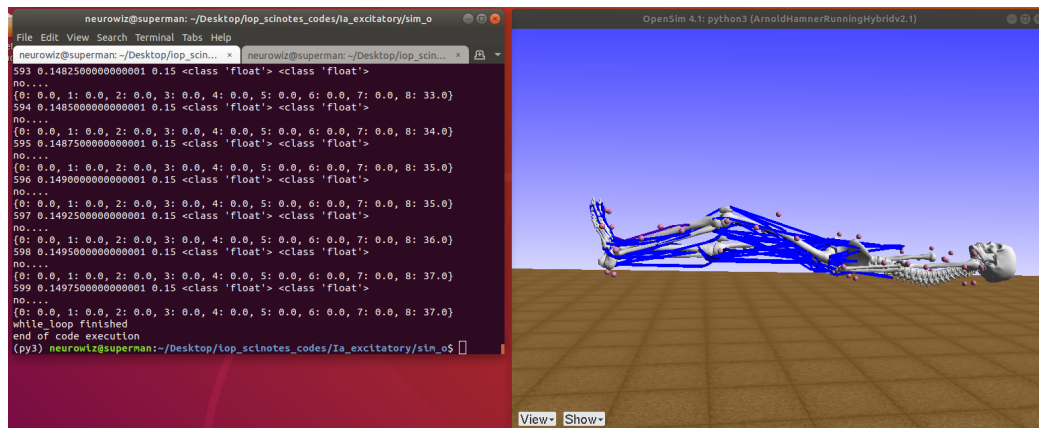 neurowiz@superman: ~/Desktop/iop_scinotes_codes/Ia_excitatory/sim_o
File Edit View Search Terminal Tabs Help
neurowiz@superman: ~/Desktop/iop_scin... × neurowiz@superman: ~/Desktop/iop_scin... ×
593 0.1482500000000001 0.15 <class 'float'> <class 'float'>
no....
{0: 0.0, 1: 0.0, 2: 0.0, 3: 0.0, 4: 0.0, 5: 0.0, 6: 0.0, 7: 0.0, 8: 33.0}
594 0.1485000000000001 0.15 <class 'float'> <class 'float'>
no....
{0: 0.0, 1: 0.0, 2: 0.0, 3: 0.0, 4: 0.0, 5: 0.0, 6: 0.0, 7: 0.0, 8: 34.0}
595 0.1487500000000001 0.15 <class 'float'> <class 'float'>
no....
{0: 0.0, 1: 0.0, 2: 0.0, 3: 0.0, 4: 0.0, 5: 0.0, 6: 0.0, 7: 0.0, 8: 35.0}
596 0.1490000000000001 0.15 <class 'float'> <class 'float'>
no....
{0: 0.0, 1: 0.0, 2: 0.0, 3: 0.0, 4: 0.0, 5: 0.0, 6: 0.0, 7: 0.0, 8: 35.0}
597 0.1492500000000001 0.15 <class 'float'> <class 'float'>
no....
{0: 0.0, 1: 0.0, 2: 0.0, 3: 0.0, 4: 0.0, 5: 0.0, 6: 0.0, 7: 0.0, 8: 36.0}
598 0.1495000000000001 0.15 <class 'float'> <class 'float'>
no....
{0: 0.0, 1: 0.0, 2: 0.0, 3: 0.0, 4: 0.0, 5: 0.0, 6: 0.0, 7: 0.0, 8: 37.0}
599 0.1497500000000001 0.15 <class 'float'> <class 'float'>
no....
{0: 0.0, 1: 0.0, 2: 0.0, 3: 0.0, 4: 0.0, 5: 0.0, 6: 0.0, 7: 0.0, 8: 37.0}
while_loop finished
end of code execution
(py3) neurowiz@superman:~/Desktop/iop_scinotes_codes/Ia_excitatory/sim_o$
OpenSim 4.1: python3 (ArnoldHamnerRunningHybridv2.1)
View Show